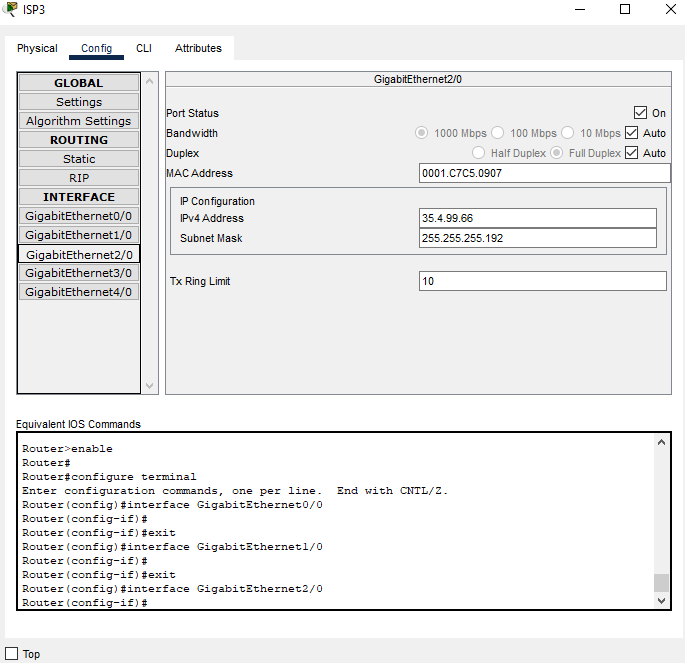 ISP3
Physical Config CLI Attributes
GLOBAL
Settings
Algorithm Settings
ROUTING
Static
RIP
INTERFACE
GigabitEthernet0/0
GigabitEthernet1/0
GigabitEthernet2/0
GigabitEthernet3/0
GigabitEthernet4/0
GigabitEthernet2/0
Port Status On
Bandwidth 1000 Mbps 100 Mbps 10 Mbps Auto
Duplex Half Duplex Full Duplex Auto
MAC Address 0001.C7C5.0907
IP Configuration
IPv4 Address 35.4.99.66
Subnet Mask 255.255.255.192
Tx Ring Limit 10
Equivalent IOS Commands
Router>enable
Router#
Router#configure terminal
Enter configuration commands, one per line.  End with CNTL/Z.
Router(config)#interface GigabitEthernet0/0
Router(config-if)#
Router(config-if)#exit
Router(config)#interface GigabitEthernet1/0
Router(config-if)#
Router(config-if)#exit
Router(config)#interface GigabitEthernet2/0
Router(config-if)#
Top